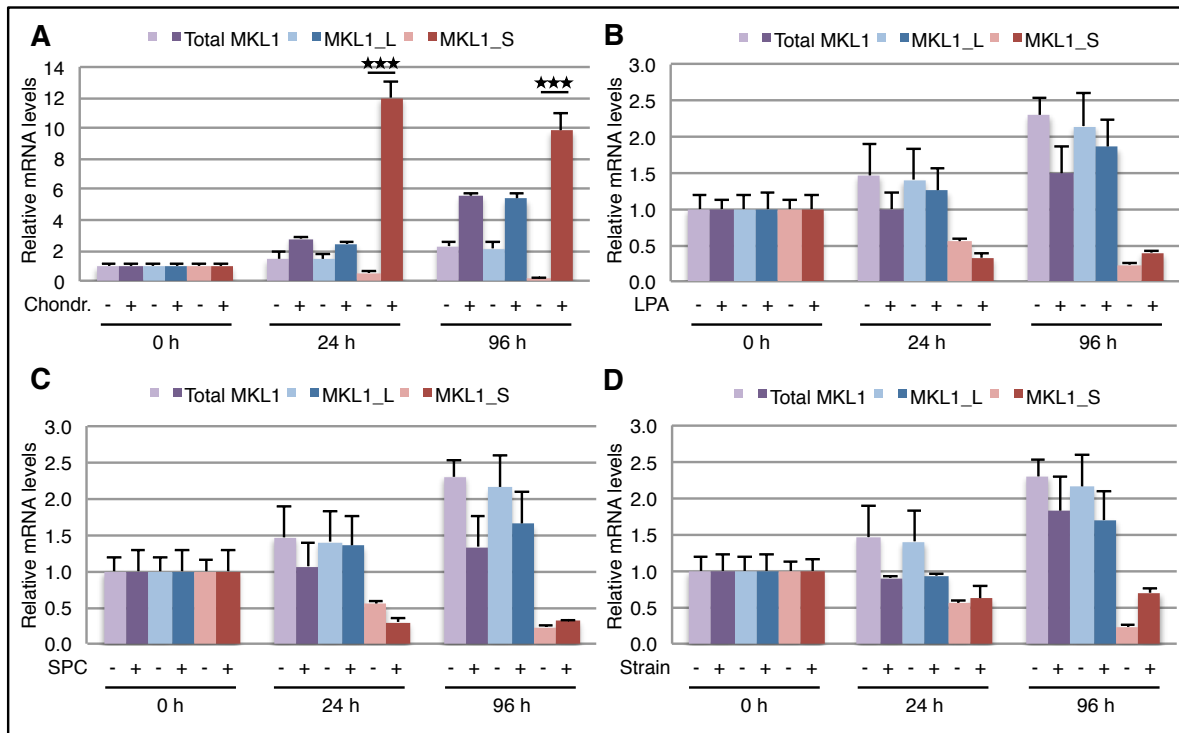 A
Total MKL1 MKL1_L MKL1_S
★★★ ★★★
Relative mRNA levels
14
12
10
8
6
4
2
0
Chondr. - + - + - + - + - + - + - + - + - +
0 h 24 h 96 h
B
Total MKL1 MKL1_L MKL1_S
Relative mRNA levels
3.0
2.5
2.0
1.5
1.0
0.5
0.0
LPA - + - + - + - + - + - + - + - + - +
0 h 24 h 96 h
C
Total MKL1 MKL1_L MKL1_S
Relative mRNA levels
3.0
2.5
2.0
1.5
1.0
0.5
0.0
SPC - + - + - + - + - + - + - + - + - +
0 h 24 h 96 h
D
Total MKL1 MKL1_L MKL1_S
Relative mRNA levels
3.0
2.5
2.0
1.5
1.0
0.5
0.0
Strain - + - + - + - + - + - + - + - + - +
0 h 24 h 96 h